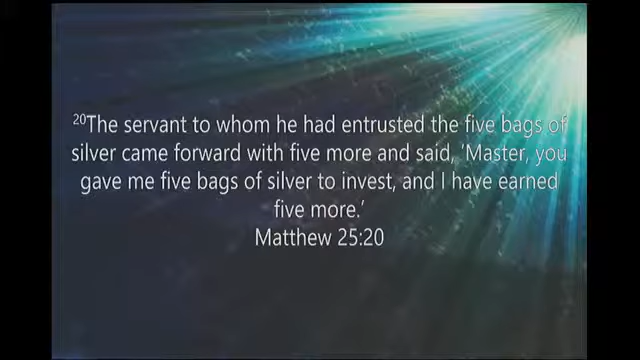 ²⁰The servant to whom he had entrusted the five bags of
silver came forward with five more and said, 'Master, you
gave me five bags of silver to invest, and I have earned
five more.'
Matthew 25:20